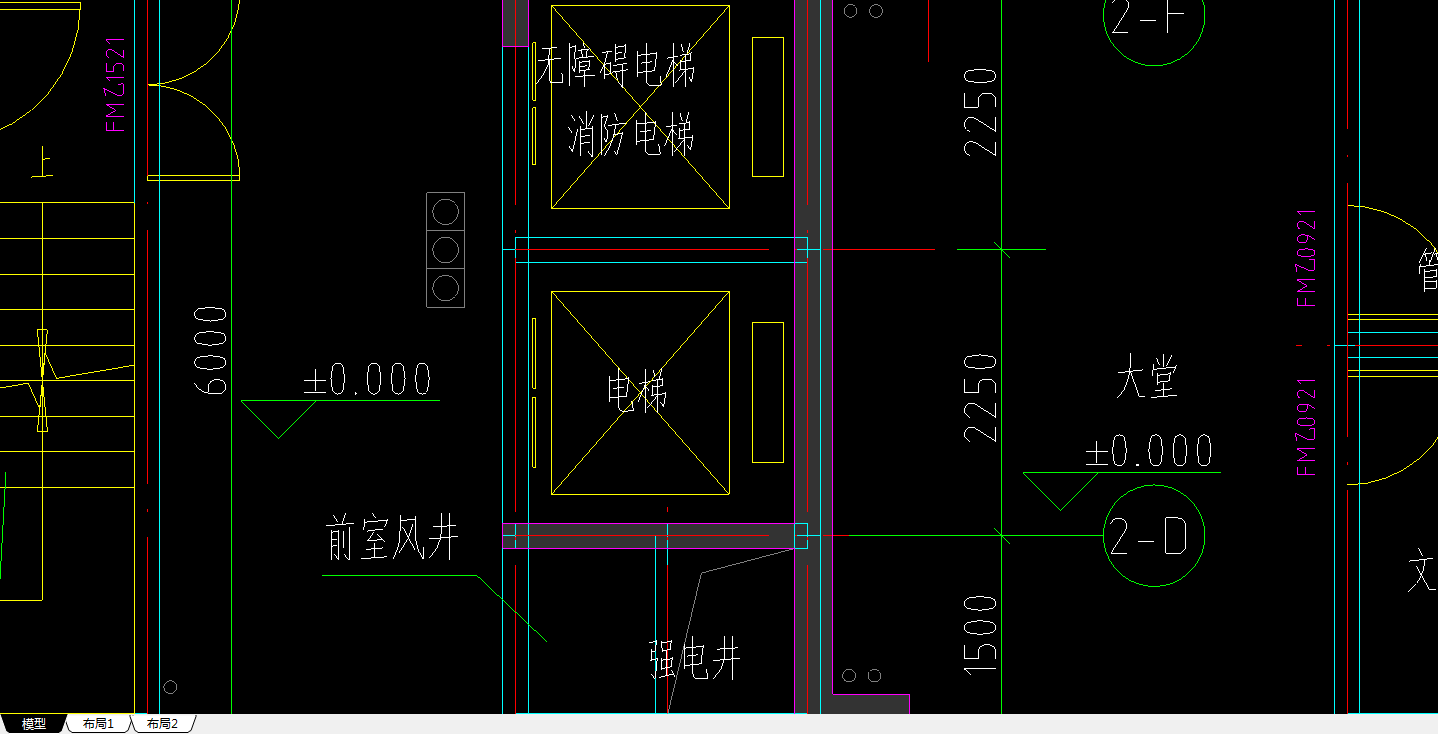 2-F
FMZ1521
无障碍电梯
消防电梯
2250
上
FMZ0921
管
6000
±0.000
电梯
2250
大堂
FMZ0921
±0.000
前室风井
2-D
文
1500
强电井
模型
布局1
布局2